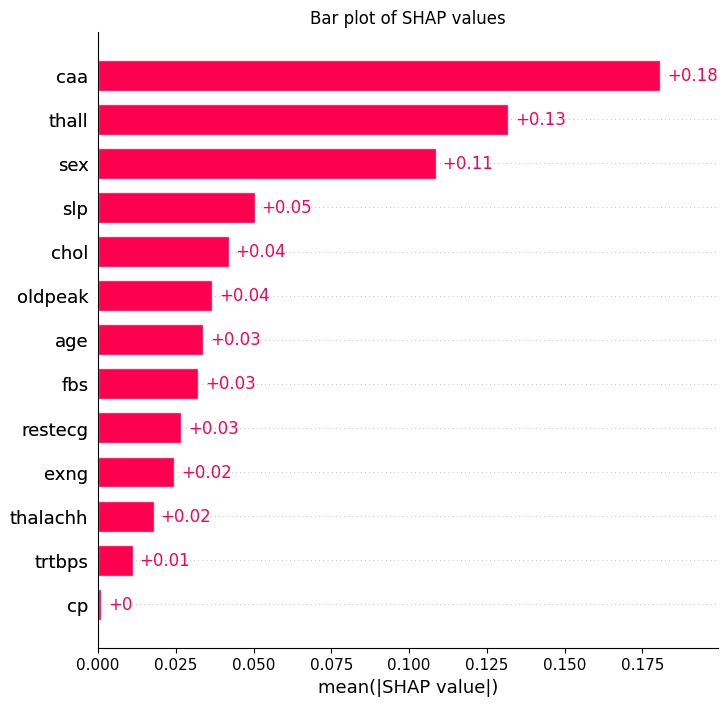 Bar plot of SHAP values
caa +0.18
thall +0.13
sex +0.11
slp +0.05
chol +0.04
oldpeak +0.04
age +0.03
fbs +0.03
restecg +0.03
exng +0.02
thalachh +0.02
trtbps +0.01
cp +0
0.000 0.025 0.050 0.075 0.100 0.125 0.150 0.175
mean(|SHAP value|)